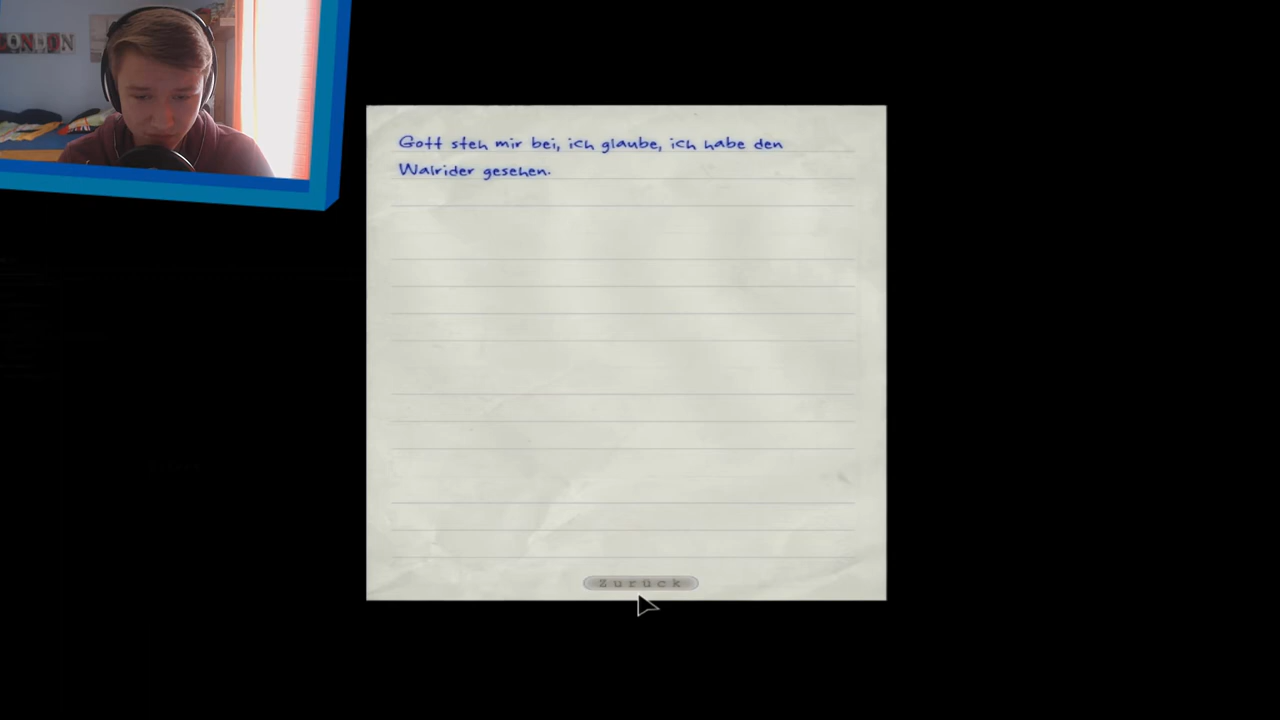 Gott steh mir bei, ich glaube, ich habe den
Walrider gesehen.
Zurück